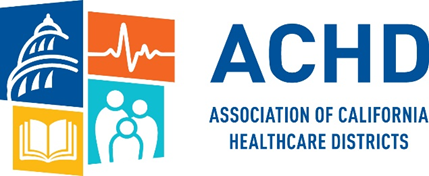 ACHD
ASSOCIATION OF CALIFORNIA
HEALTHCARE DISTRICTS